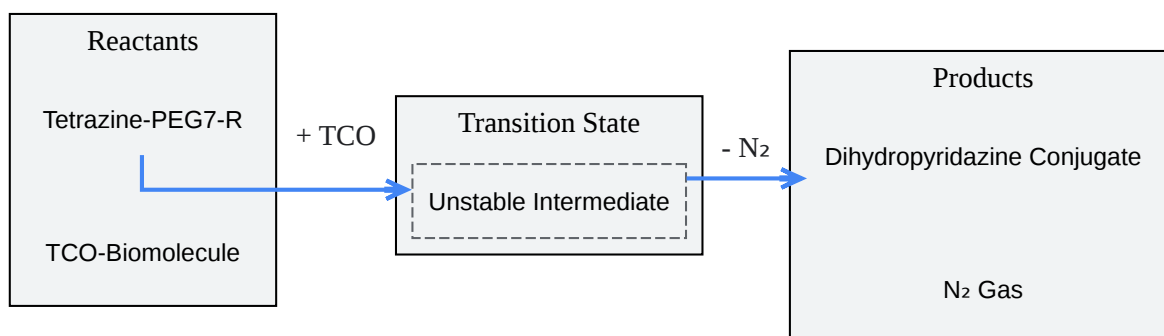 Reactants
Tetrazine-PEG7-R
TCO-Biomolecule
+ TCO
Transition State
Unstable Intermediate
- N₂
Products
Dihydropyridazine Conjugate
N₂ Gas